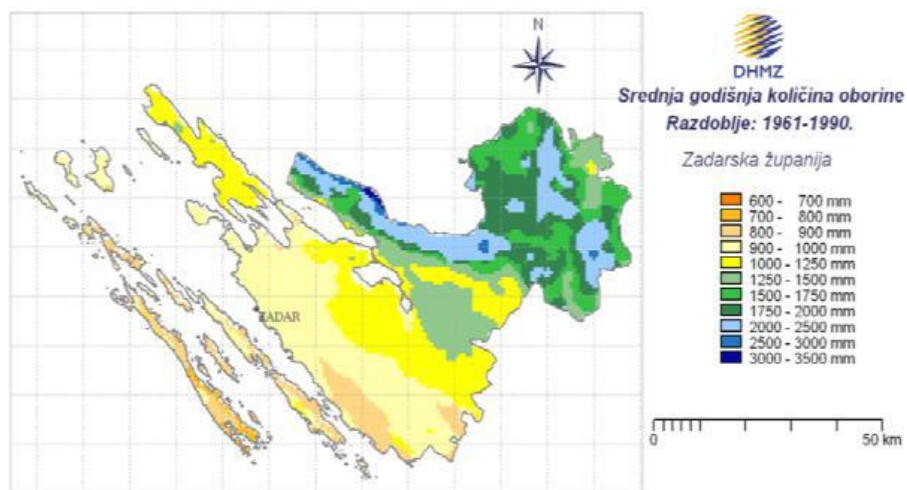 N
DHMZ
Srednja godišnja količina oborine
Razdoblje: 1961-1990.
Zadarska županija
600 - 700 mm
700 - 800 mm
800 - 900 mm
900 - 1000 mm
1000 - 1250 mm
1250 - 1500 mm
1500 - 1750 mm
1750 - 2000 mm
2000 - 2500 mm
2500 - 3000 mm
3000 - 3500 mm
ZADAR
0 50 km